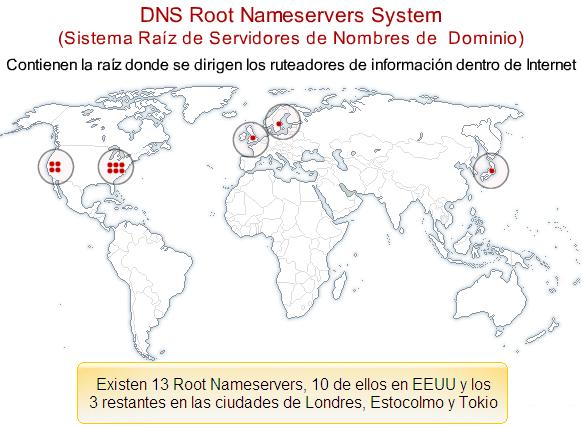 DNS Root Nameservers System
(Sistema Raíz de Servidores de Nombres de Dominio)
Contienen la raíz donde se dirigen los ruteadores de información dentro de Internet
Existen 13 Root Nameservers, 10 de ellos en EEUU y los
3 restantes en las ciudades de Londres, Estocolmo y Tokio